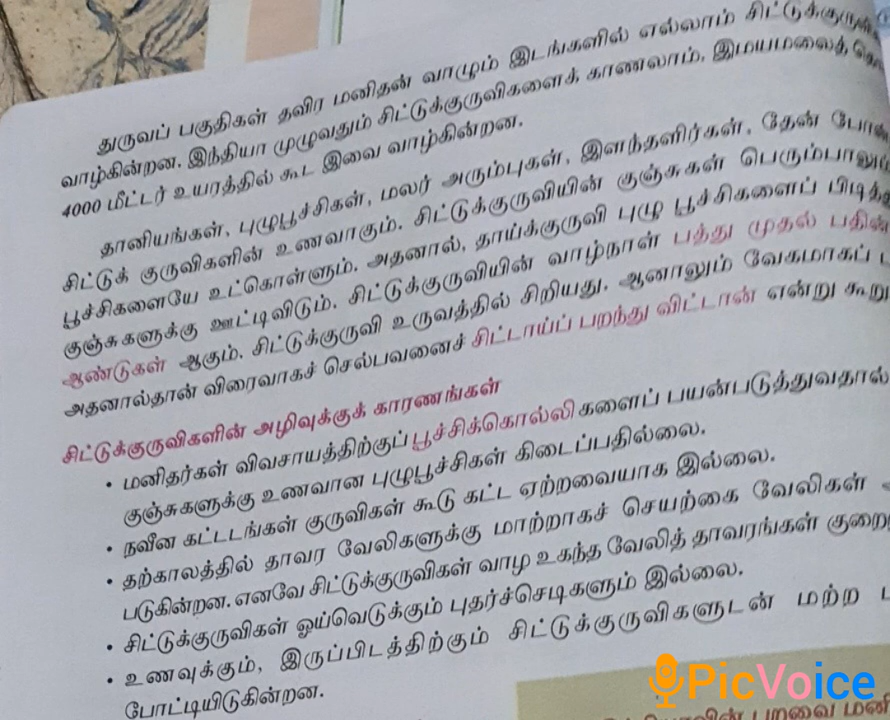 துருவப் பகுதிகள் தவிர மனிதன் வாழும் இடங்களில் எல்லாம்
வாழ்கின்றன. இந்தியா முழுவதும் சிட்டுக்குருவிகளைக் காணலாம். இமயமலைத்
4000 மீட்டர் உயரத்தில் கூட இவை வாழ்கின்றன.
தானியங்கள், புழுபூச்சிகள், மலர் அரும்புகள், இளந்தளிர்கள், தேன்
சிட்டுக் குருவிகளின் உணவாகும். சிட்டுக்குருவியின் குஞ்சுகள்
பூச்சிகளையே உட்கொள்ளும். அதனால், தாய்க்குருவி புழு பூச்சிகளைப்
குஞ்சுகளுக்கு ஊட்டிவிடும். சிட்டுக்குருவியின் வாழ்நாள் பத்து முதல்
ஆண்டுகள் ஆகும். சிட்டுக்குருவி உருவத்தில் சிறியது. ஆனாலும் வேகமாகப்
அதனால்தான் விரைவாகச் செல்பவனைச் சிட்டாய்ப் பறந்து விட்டான் என்று
சிட்டுக்குருவிகளின் அழிவுக்குக் காரணங்கள்
• மனிதர்கள் விவசாயத்திற்குப் பூச்சிக்கொல்லி களைப் பயன்படுத்துவதால்
குஞ்சுகளுக்கு உணவான புழுபூச்சிகள் கிடைப்பதில்லை.
• நவீன கட்டடங்கள் குருவிகள் கூடு கட்ட ஏற்றவையாக இல்லை.
• தற்காலத்தில் தாவர வேலிகளுக்கு மாற்றாகச் செயற்கை வேலிகள்
படுகின்றன. எனவே சிட்டுக்குருவிகள் வாழ உகந்த வேலித் தாவரங்கள்
• சிட்டுக்குருவிகள் ஓய்வெடுக்கும் புதர்ச்செடிகளும் இல்லை.
• உணவுக்கும், இருப்பிடத்திற்கும் சிட்டுக்குருவிகளுடன் மற்ற
போட்டியிடுகின்றன.
PicVoice